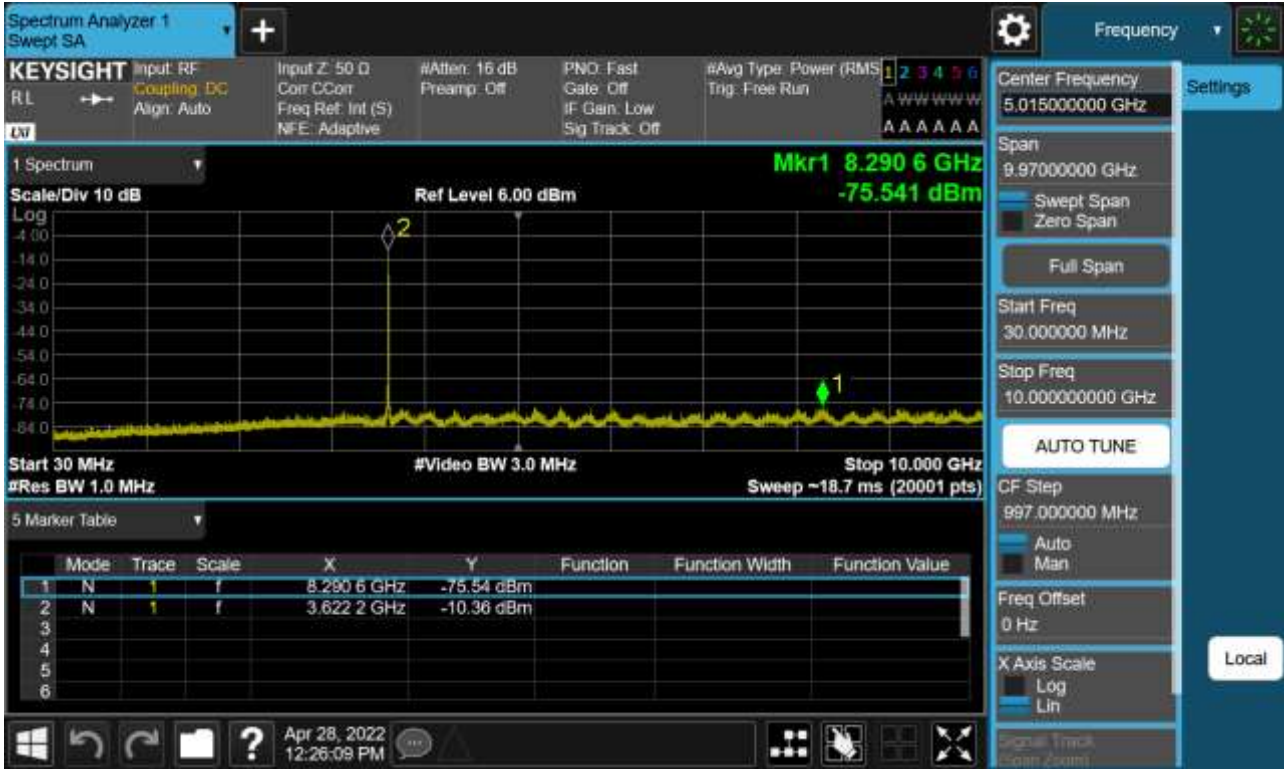 Spectrum Analyzer 1
Swept SA
Frequency
KEYSIGHT
RL
LXI
Input: RF
Coupling: DC
Align: Auto
Input Z: 50 Ω
Corr CCorr
Freq Ref: Int (S)
NFE: Adaptive
#Atten: 16 dB
Preamp: Off
PNO: Fast
Gate: Off
IF Gain: Low
Sig Track: Off
#Avg Type: Power (RMS
Trig: Free Run
1 2 3 4 5 6
A W W W W W
A A A A A A
Center Frequency
5.015000000 GHz
Settings
Span
9.97000000 GHz
Swept Span
Zero Span
Full Span
Start Freq
30.000000 MHz
Stop Freq
10.000000000 GHz
AUTO TUNE
CF Step
997.000000 MHz
Auto
Man
Freq Offset
0 Hz
X Axis Scale
Log
Lin
Signal Track
(Span Zoom)
Local
1 Spectrum
Mkr1 8.290 6 GHz
-75.541 dBm
Scale/Div 10 dB
Ref Level 6.00 dBm
Log
-4.00
-14.0
-24.0
-34.0
-44.0
-54.0
-64.0
-74.0
-84.0
2
1
Start 30 MHz
#Video BW 3.0 MHz
Stop 10.000 GHz
#Res BW 1.0 MHz
Sweep ~18.7 ms (20001 pts)
5 Marker Table
Mode Trace Scale X Y Function Function Width Function Value
1 N 1 f 8.290 6 GHz -75.54 dBm
2 N 1 f 3.622 2 GHz -10.36 dBm
3
4
5
6
?
Apr 28, 2022
12:26:09 PM